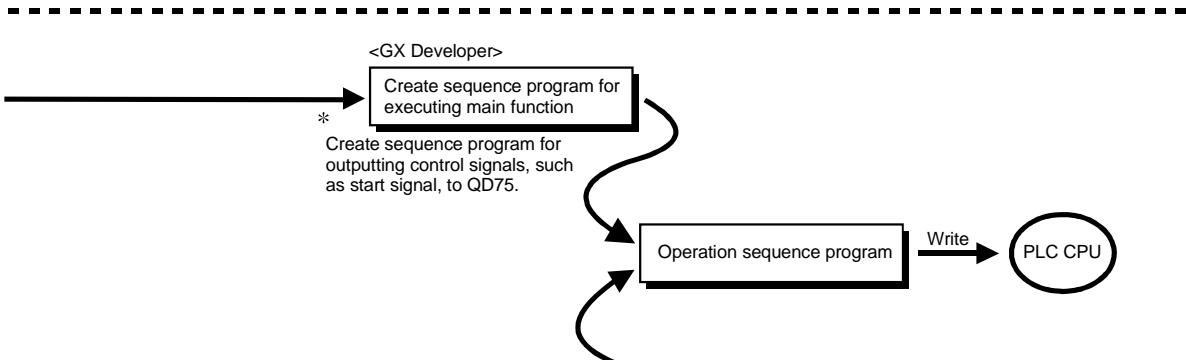 <GX Developer>
Create sequence program for
executing main function
*
Create sequence program for
outputting control signals, such
as start signal, to QD75.
Operation sequence program
Write
PLC CPU